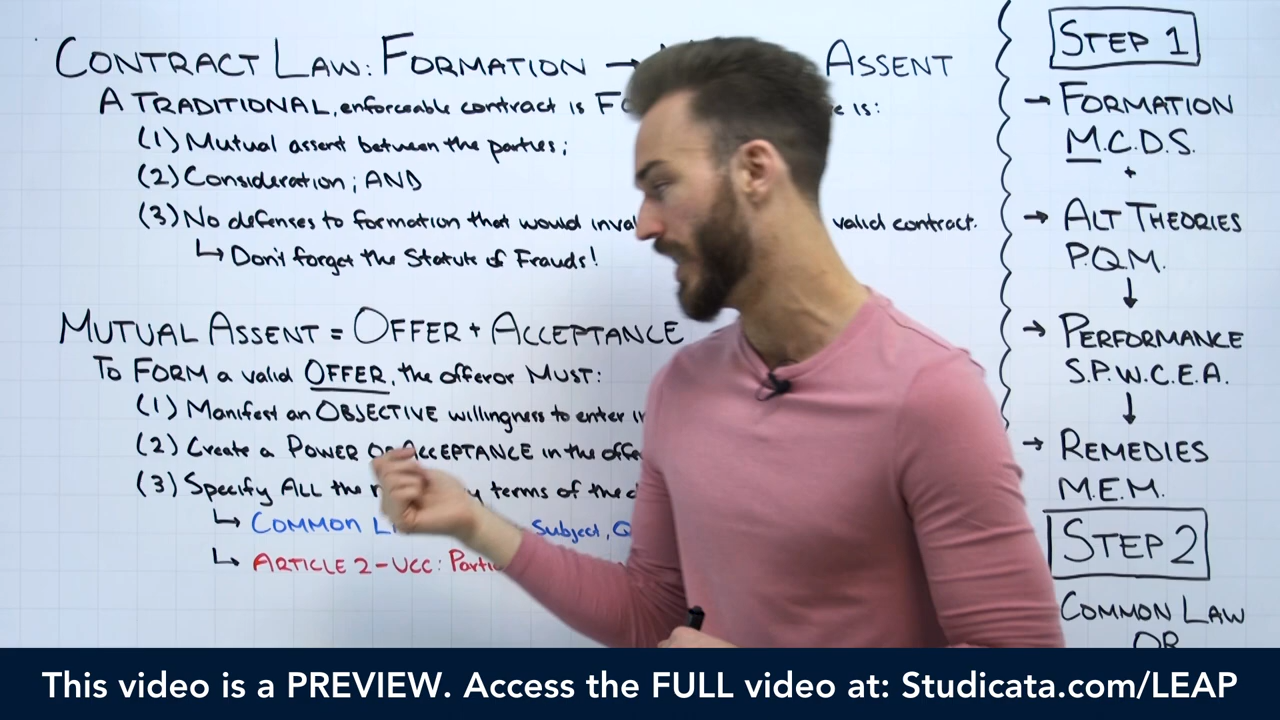 CONTRACT LAW: FORMATION → ASSENT
A TRADITIONAL, enforceable contract is is:
(1) Mutual assent between the parties;
(2) Consideration; AND
(3) No defenses to formation that would valid contract.
↳ Don't forget the Statute of Frauds!
MUTUAL ASSENT = OFFER + ACCEPTANCE
TO FORM a valid OFFER, the offeror MUST:
(1) Manifest an OBJECTIVE willingness to enter
(2) Create a POWER OF ACCEPTANCE in the
(3) Specify ALL the terms of the
↳ COMMON Subject,
↳ ARTICLE 2-UCC:
STEP 1
→ FORMATION
M.C.D.S.
+
→ ALT THEORIES
P.Q.M.
↓
→ PERFORMANCE
S.P.W.C.E.A.
↓
→ REMEDIES
M.E.M.
STEP 2
COMMON LAW
OR
This video is a PREVIEW. Access the FULL video at: Studicata.com/LEAP